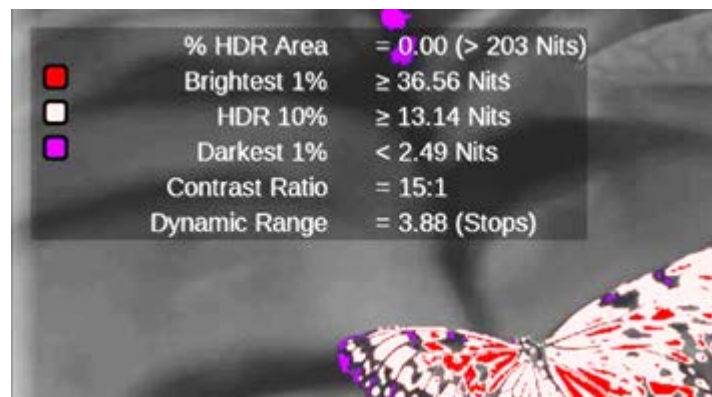 % HDR Area = 0.00 (> 203 Nits)
Brightest 1% ≥ 36.56 Nits
HDR 10% ≥ 13.14 Nits
Darkest 1% < 2.49 Nits
Contrast Ratio = 15:1
Dynamic Range = 3.88 (Stops)